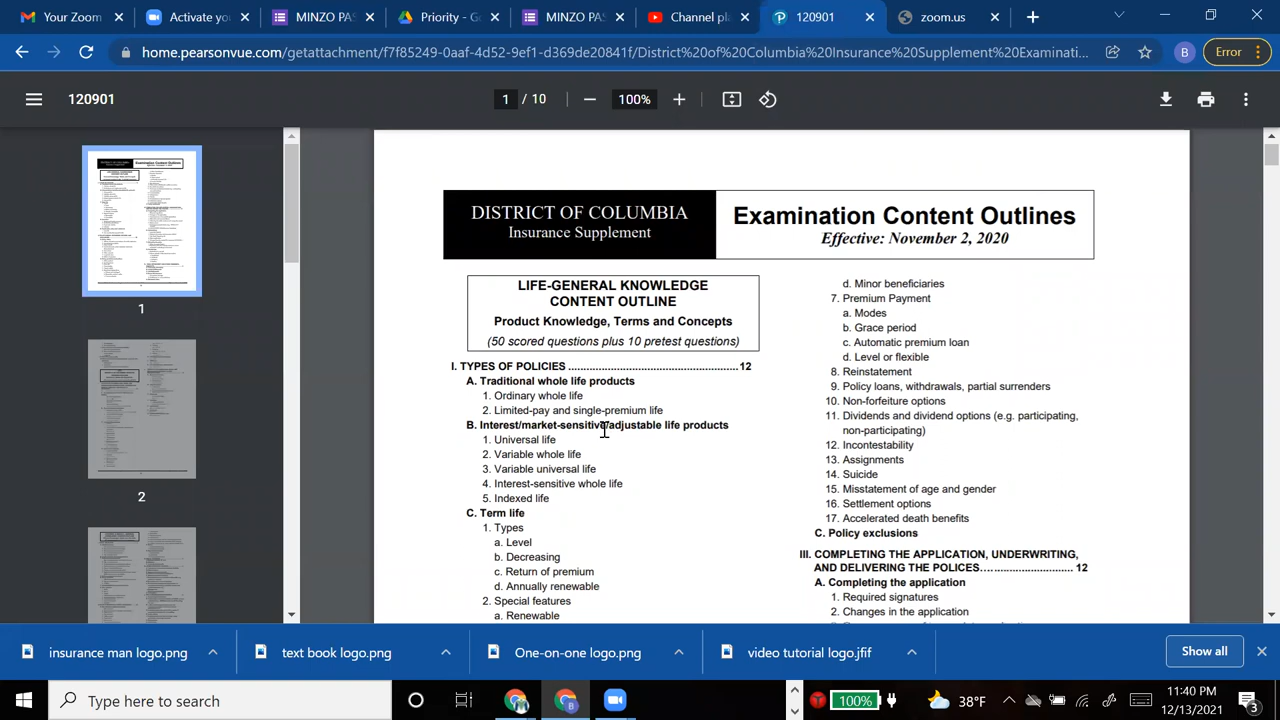 Your Zoom
Activate you
MINZO PAS
Priority - Go
MINZO PAS
Channel pla
120901
zoom.us
home.pearsonvue.com/getattachment/f7f85249-0aaf-4d52-9ef1-d369de20841f/District%20of%20Columbia%20Insurance%20Supplement%20Examinati...
B
Error
120901
1 / 10
100%
1
2
DISTRICT OF COLUMBIA
Insurance Supplement
Examination Content Outlines
Effective: November 2, 2020
LIFE-GENERAL KNOWLEDGE
CONTENT OUTLINE
Product Knowledge, Terms and Concepts
(50 scored questions plus 10 pretest questions)
I. TYPES OF POLICIES ................................................12
A. Traditional whole life products
1. Ordinary whole life
2. Limited-pay and single-premium life
B. Interest/market-sensitive/adjustable life products
1. Universal life
2. Variable whole life
3. Variable universal life
4. Interest-sensitive whole life
5. Indexed life
C. Term life
1. Types
a. Level
b. Decreasing
c. Return of premium
d. Annually renewable
2. Special features
a. Renewable
d. Minor beneficiaries
7. Premium Payment
a. Modes
b. Grace period
c. Automatic premium loan
d. Level or flexible
8. Reinstatement
9. Policy loans, withdrawals, partial surrenders
10. Non-forfeiture options
11. Dividends and dividend options (e.g. participating,
non-participating)
12. Incontestability
13. Assignments
14. Suicide
15. Misstatement of age and gender
16. Settlement options
17. Accelerated death benefits
C. Policy exclusions
III. COMPLETING THE APPLICATION, UNDERWRITING,
AND DELIVERING THE POLICES............................ 12
A. Completing the application
1. Required signatures
2. Changes in the application
insurance man logo.png
text book logo.png
One-on-one logo.png
video tutorial logo.jfif
Show all
Type here to search
100%
38°F
11:40 PM
12/13/2021
3